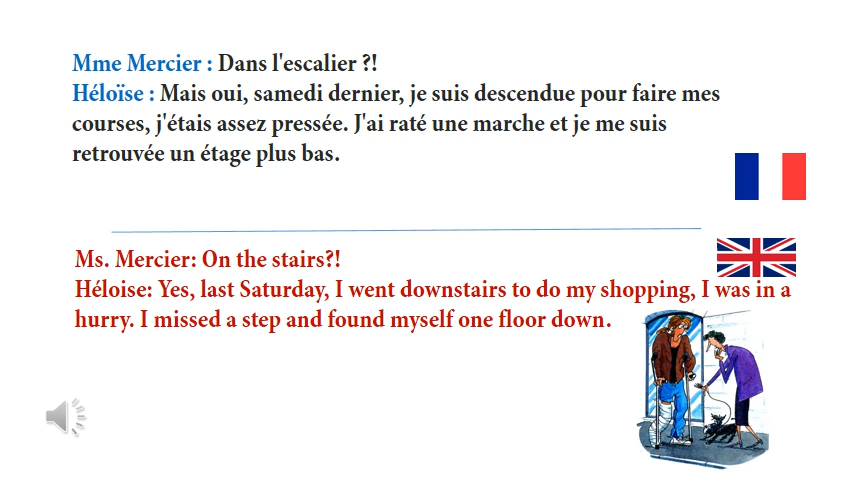 Mme Mercier : Dans l'escalier ?!
Héloïse : Mais oui, samedi dernier, je suis descendue pour faire mes
courses, j'étais assez pressée. J'ai raté une marche et je me suis
retrouvée un étage plus bas.
Ms. Mercier: On the stairs?!
Héloise: Yes, last Saturday, I went downstairs to do my shopping, I was in a
hurry. I missed a step and found myself one floor down.